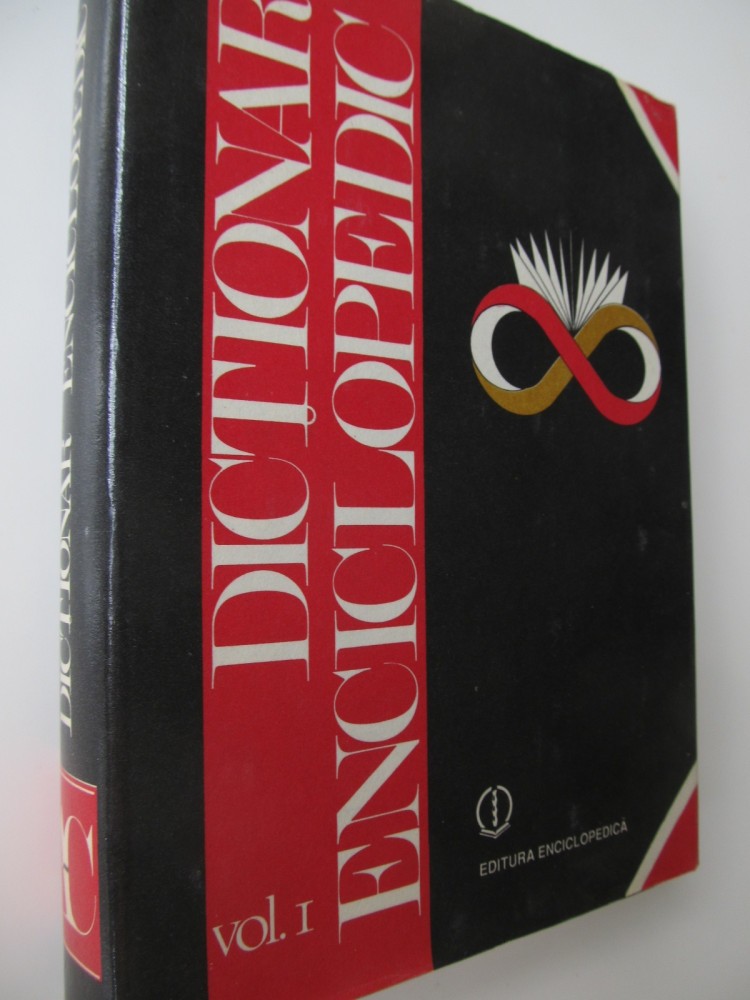 DICȚIONAR
ENCICLOPEDIC
vol. I
EDITURA ENCICLOPEDICĂ
DICȚIONAR ENCICLOPEDIC
C